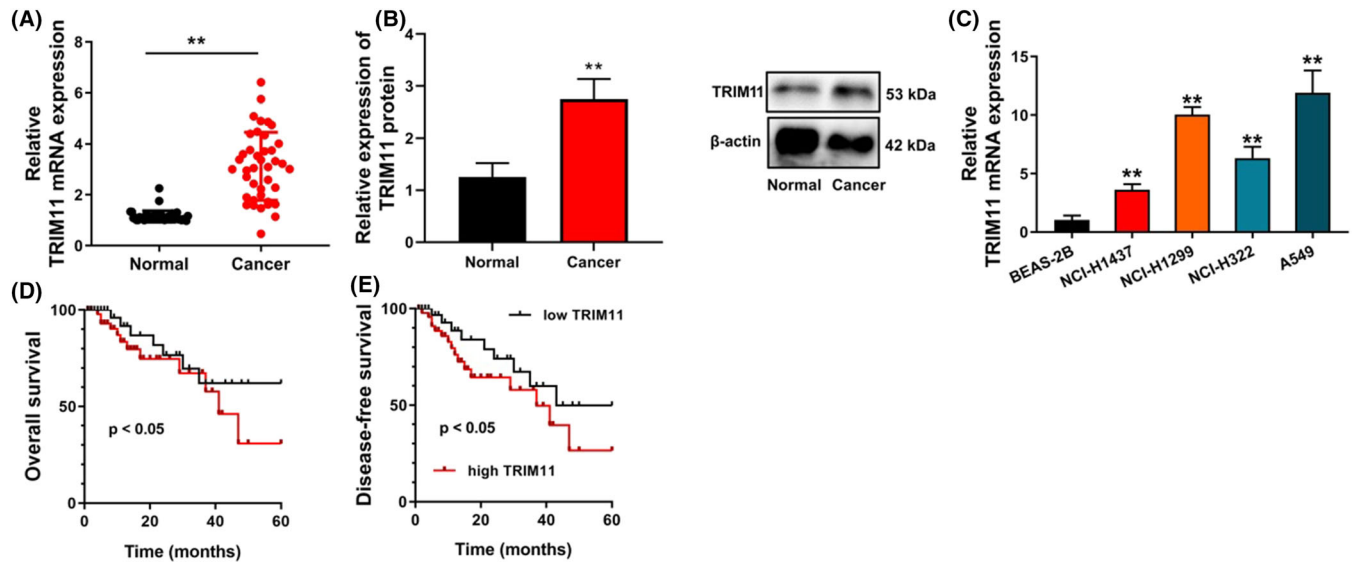 (A)
Relative
TRIM11 mRNA expression
8
6
4
2
0
**
Normal
Cancer
(B)
Relative expression of
TRIM11 protein
4
3
2
1
0
**
Normal
Cancer
TRIM11
53 kDa
β-actin
42 kDa
Normal
Cancer
(C)
Relative
TRIM11 mRNA expression
15
10
5
0
**
**
**
**
BEAS-2B
NCI-H1437
NCI-H1299
NCI-H322
A549
(D)
Overall survival
100
50
0
p < 0.05
0
20
40
60
Time (months)
(E)
Disease-free survival
100
50
0
low TRIM11
p < 0.05
high TRIM11
0
20
40
60
Time (months)